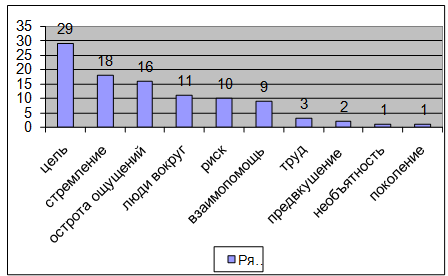 35
30
25
20
15
10
5
0
29
18
16
11
10
9
3
2
1
1
цель
стремление
острота ощущений
люди вокруг
риск
взаимопомощь
труд
предвкушение
необъятность
поколение
Ря..